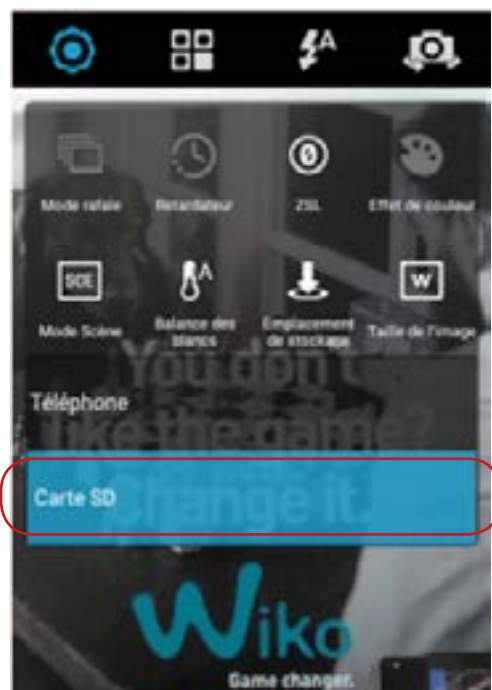 A
Mode rafale
Retardateur
0
ZSL
Effet de couleur
SCE
Mode Scène
A
Balance des
blancs
Emplacement
de stockage
W
Taille de l'image
Téléphone
You don't
like the game?
Carte SD
Change it.
Wiko
Game changer.